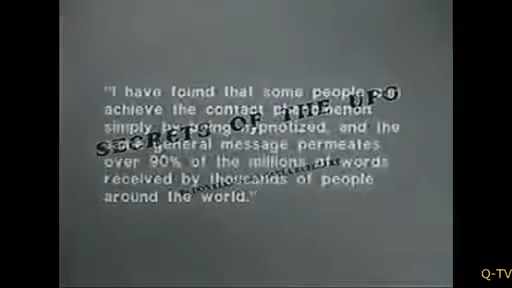 "I have found that some people can
achieve the contact phenomenon
simply by being hypnotized, and the
same general message permeates
over 90% of the millions of words
received by thousands of people
around the world."
SECRETS OF THE UFO
Q-TV